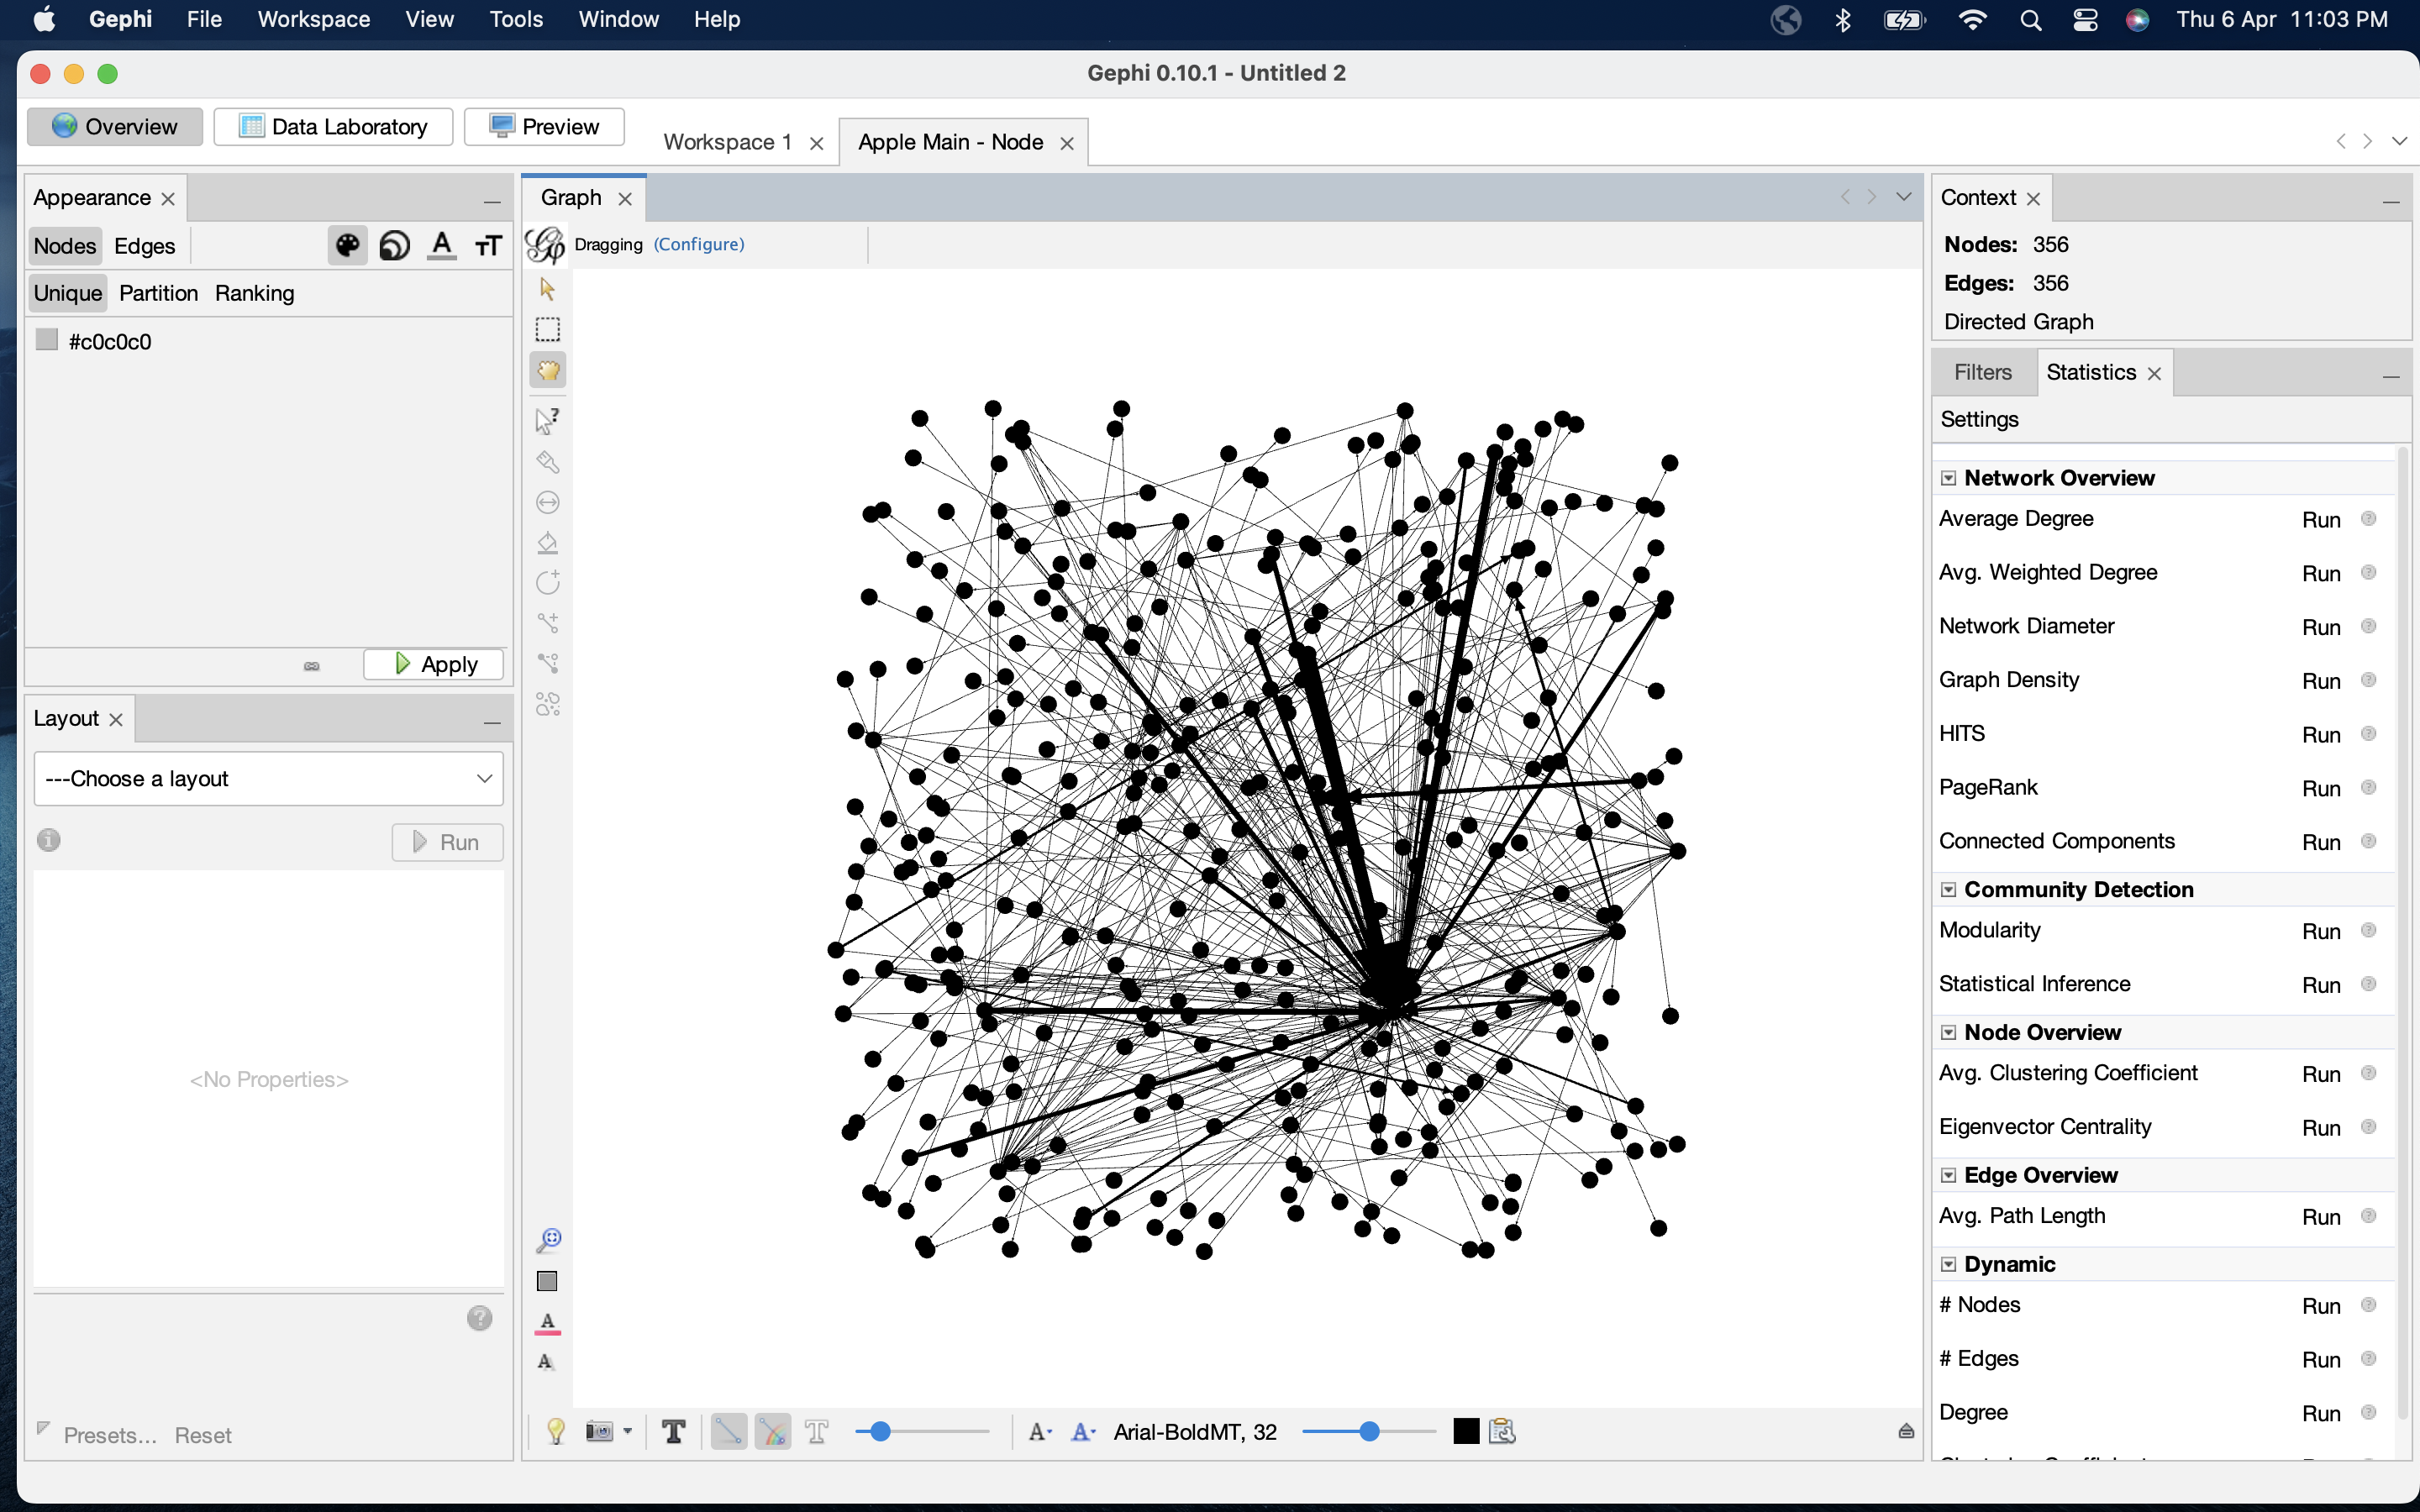 Gephi File Workspace View Tools Window Help Thu 6 Apr 11:03 PM
Gephi 0.10.1 - Untitled 2
Overview Data Laboratory Preview
Workspace 1 Apple Main - Node
Appearance
Nodes Edges
Unique Partition Ranking
#c0c0c0
Apply
Layout
---Choose a layout
Run
<No Properties>
Presets... Reset
Graph
Dragging (Configure)
Arial-BoldMT, 32
Context
Nodes: 356
Edges: 356
Directed Graph
Filters Statistics
Settings
Network Overview
Average Degree Run
Avg. Weighted Degree Run
Network Diameter Run
Graph Density Run
HITS Run
PageRank Run
Connected Components Run
Community Detection
Modularity Run
Statistical Inference Run
Node Overview
Avg. Clustering Coefficient Run
Eigenvector Centrality Run
Edge Overview
Avg. Path Length Run
Dynamic
# Nodes Run
# Edges Run
Degree Run